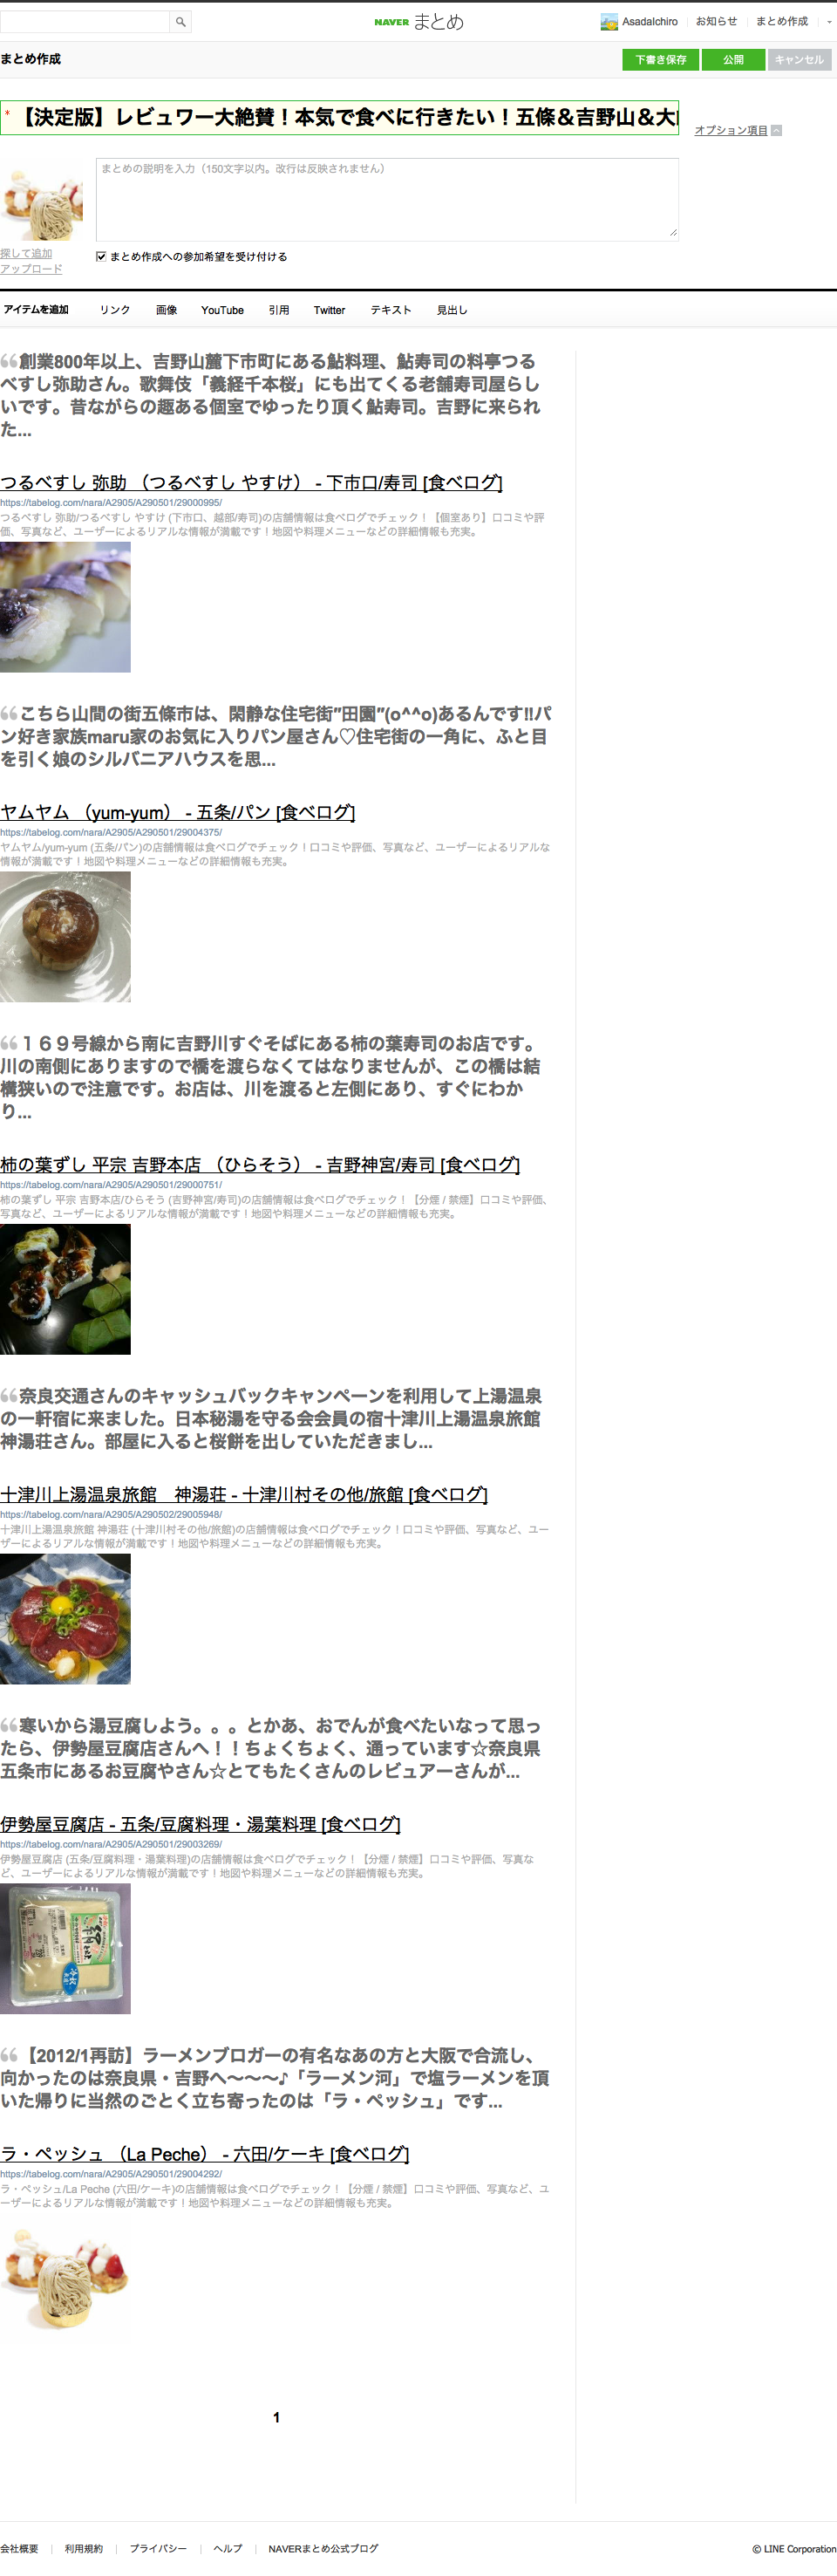 NAVER まとめ
AsadaIchiro お知らせ まとめ作成
まとめ作成
下書き保存 公開 キャンセル
* 【決定版】レビュワー大絶賛！本気で食べに行きたい！五條＆吉野山＆大
オプション項目
まとめの説明を入力（150文字以内。改行は反映されません）
探して追加
アップロード
まとめ作成への参加希望を受け付ける
アイテムを追加 リンク 画像 YouTube 引用 Twitter テキスト 見出し
創業800年以上、吉野山麓下市町にある鮎料理、鮎寿司の料亭つる
べすし弥助さん。歌舞伎「義経千本桜」にも出てくる老舗寿司屋らし
いです。昔ながらの趣ある個室でゆったり頂く鮎寿司。吉野に来られ
た...
つるべすし 弥助 （つるべすし やすけ） - 下市口/寿司 [食べログ]
https://tabelog.com/nara/A2905/A290501/29000995/
つるべすし 弥助/つるべすし やすけ (下市口、越部/寿司)の店舗情報は食べログでチェック！【個室あり】口コミや評
価、写真など、ユーザーによるリアルな情報が満載です！地図や料理メニューなどの詳細情報も充実。
こちら山間の街五條市は、閑静な住宅街”田園”(o^^o)あるんです!!パ
ン好き家族maru家のお気に入りパン屋さん♡住宅街の一角に、ふと目
を引く娘のシルバニアハウスを思...
ヤムヤム （yum-yum） - 五条/パン [食べログ]
https://tabelog.com/nara/A2905/A290501/29004375/
ヤムヤム/yum-yum (五条/パン)の店舗情報は食べログでチェック！口コミや評価、写真など、ユーザーによるリアルな
情報が満載です！地図や料理メニューなどの詳細情報も充実。
１６９号線から南に吉野川すぐそばにある柿の葉寿司のお店です。
川の南側にありますので橋を渡らなくてはなりませんが、この橋は結
構狭いので注意です。お店は、川を渡ると左側にあり、すぐにわか
り...
柿の葉ずし 平宗 吉野本店 （ひらそう） - 吉野神宮/寿司 [食べログ]
https://tabelog.com/nara/A2905/A290501/29000751/
柿の葉ずし 平宗 吉野本店/ひらそう (吉野神宮/寿司)の店舗情報は食べログでチェック！【分煙 / 禁煙】口コミや評価、
写真など、ユーザーによるリアルな情報が満載です！地図や料理メニューなどの詳細情報も充実。
奈良交通さんのキャッシュバックキャンペーンを利用して上湯温泉
の一軒宿に来ました。日本秘湯を守る会会員の宿十津川上湯温泉旅館
神湯荘さん。部屋に入ると桜餅を出していただきまし...
十津川上湯温泉旅館　神湯荘 - 十津川村その他/旅館 [食べログ]
https://tabelog.com/nara/A2905/A290502/29005948/
十津川上湯温泉旅館 神湯荘 (十津川村その他/旅館)の店舗情報は食べログでチェック！口コミや評価、写真など、ユー
ザーによるリアルな情報が満載です！地図や料理メニューなどの詳細情報も充実。
寒いから湯豆腐しよう。。。とかあ、おでんが食べたいなって思っ
たら、伊勢屋豆腐店さんへ！！ちょくちょく、通っています☆奈良県
五条市にあるお豆腐やさん☆とてもたくさんのレビュアーさんが...
伊勢屋豆腐店 - 五条/豆腐料理・湯葉料理 [食べログ]
https://tabelog.com/nara/A2905/A290501/29003269/
伊勢屋豆腐店 (五条/豆腐料理・湯葉料理)の店舗情報は食べログでチェック！【分煙 / 禁煙】口コミや評価、写真な
ど、ユーザーによるリアルな情報が満載です！地図や料理メニューなどの詳細情報も充実。
【2012/1再訪】ラーメンブロガーの有名なあの方と大阪で合流し、
向かったのは奈良県・吉野へ～～～♪「ラーメン河」で塩ラーメンを頂
いた帰りに当然のごとく立ち寄ったのは「ラ・ペッシュ」です...
ラ・ペッシュ （La Peche） - 六田/ケーキ [食べログ]
https://tabelog.com/nara/A2905/A290501/29004292/
ラ・ペッシュ/La Peche (六田/ケーキ)の店舗情報は食べログでチェック！【分煙 / 禁煙】口コミや評価、写真など、ユ
ーザーによるリアルな情報が満載です！地図や料理メニューなどの詳細情報も充実。
1
会社概要 利用規約 プライバシー ヘルプ NAVERまとめ公式ブログ
© LINE Corporation